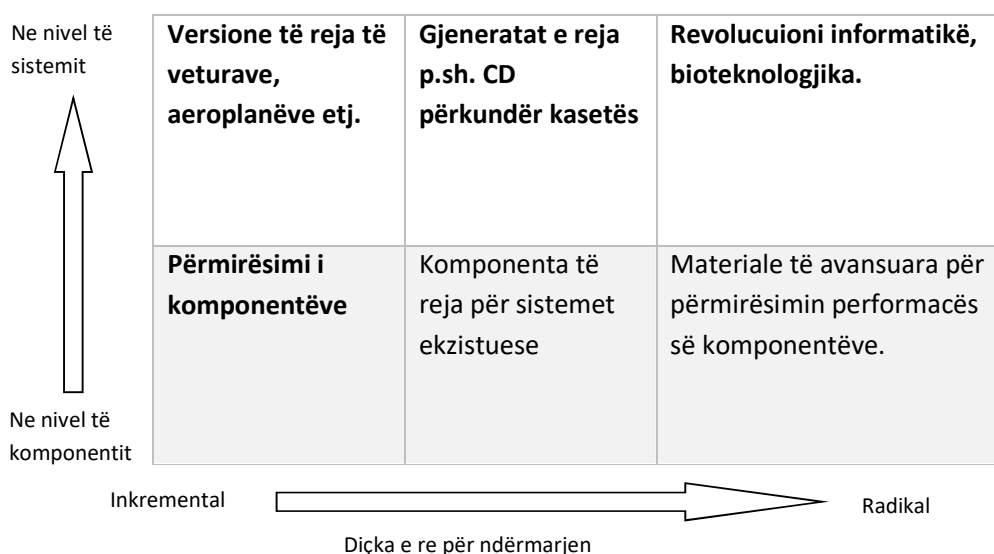 Ne nivel të
sistemit
Versione të reja të
veturave,
aeroplanëve etj.
Gjeneratat e reja
p.sh. CD
përkundër kasetës
Revolucuioni informatikë,
bioteknologjika.
Përmirësimi i
komponentëve
Komponenta të
reja për sistemet
ekzistuese
Materiale të avansuara për
përmirësimin performacës
së komponentëve.
Ne nivel të
komponentit
Inkremental
Radikal
Diçka e re për ndërmarjen